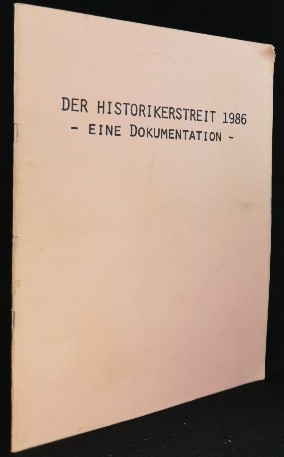 DER HISTORIKERSTREIT 1986
- EINE DOKUMENTATION -